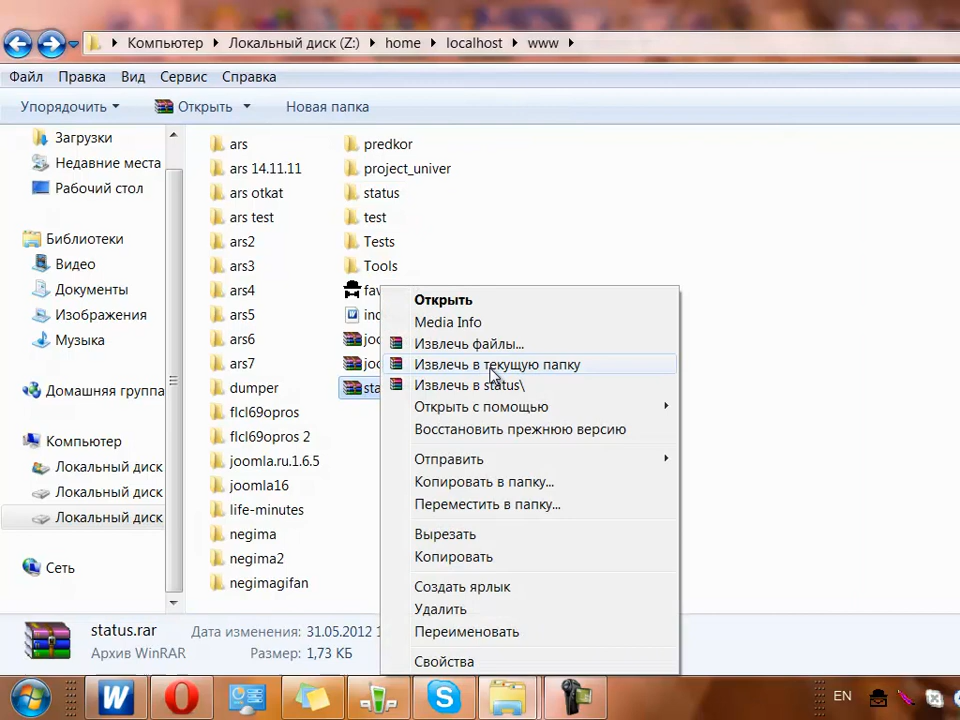 Компьютер Локальный диск (Z:) home localhost www
Файл Правка Вид Сервис Справка
Упорядочить Открыть Новая папка
Загрузки
Недавние места
Рабочий стол
Библиотеки
Видео
Документы
Изображения
Музыка
Домашняя группа
Компьютер
Локальный диск
Локальный диск
Локальный диск
Сеть
ars
ars 14.11.11
ars otkat
ars test
ars2
ars3
ars4
ars5
ars6
ars7
dumper
flcl69opros
flcl69opros 2
joomla.ru.1.6.5
joomla16
life-minutes
negima
negima2
negimagifan
predkor
project_univer
status
test
Tests
Tools
Открыть
Media Info
Извлечь файлы...
Извлечь в текущую папку
Извлечь в status\
Открыть с помощью
Восстановить прежнюю версию
Отправить
Копировать в папку...
Переместить в папку...
Вырезать
Копировать
Создать ярлык
Удалить
Переименовать
Свойства
status.rar Дата изменения: 31.05.2012
Архив WinRAR Размер: 1,73 КБ
EN